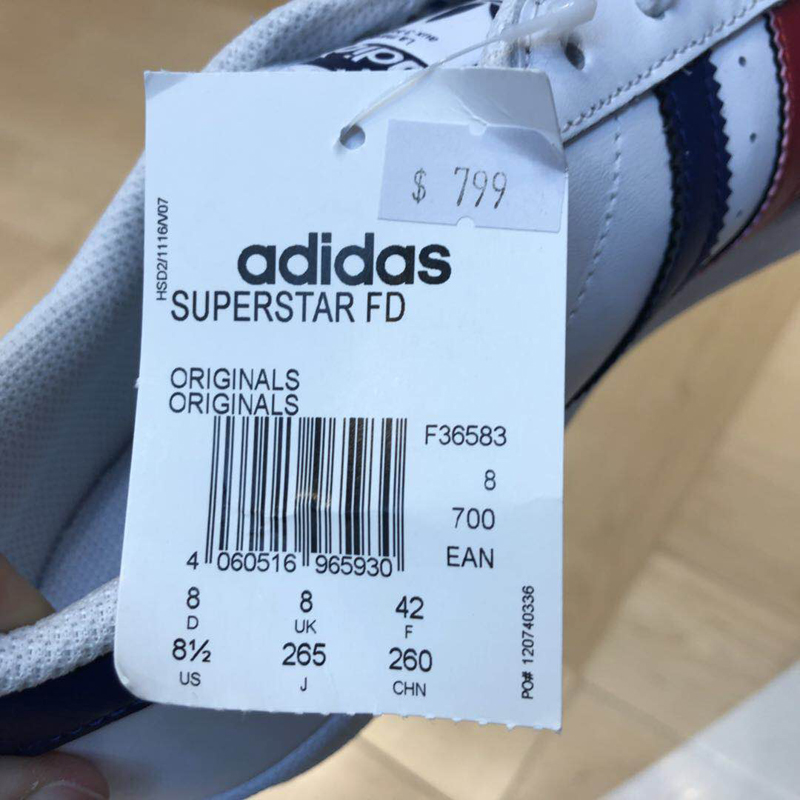 $ 799
HSD2/1116/V07
adidas
SUPERSTAR FD
ORIGINALS
ORIGINALS
F36583
8
700
EAN
4 060516 965930
8 8 42
D UK F
8½ 265 260
US J CHN
PO# 120740336